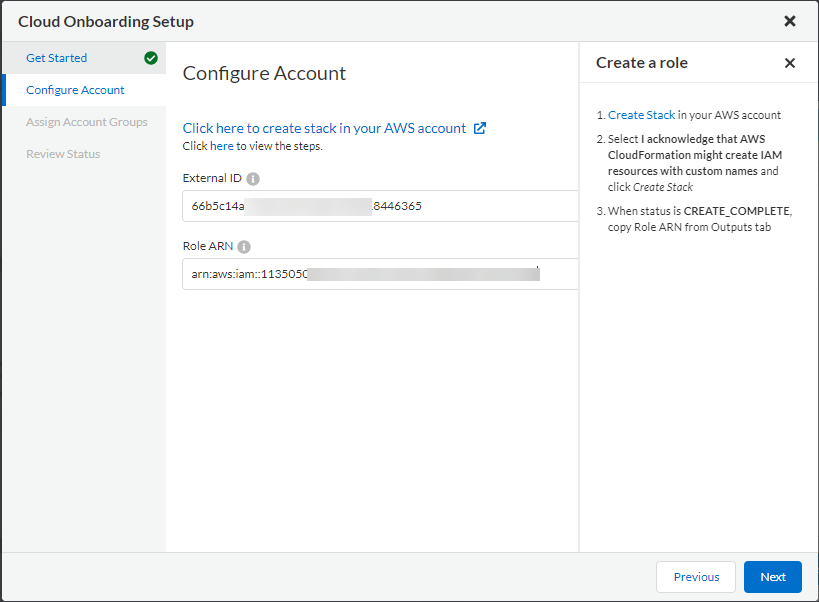 Cloud Onboarding Setup
Get Started
Configure Account
Assign Account Groups
Review Status
Configure Account
Click here to create stack in your AWS account
Click here to view the steps.
External ID
66b5c14a
.8446365
Role ARN
arn:aws:iam::1135050
Create a role
1. Create Stack in your AWS account
2. Select I acknowledge that AWS
CloudFormation might create IAM
resources with custom names and
click Create Stack
3. When status is CREATE_COMPLETE,
copy Role ARN from Outputs tab
Previous
Next